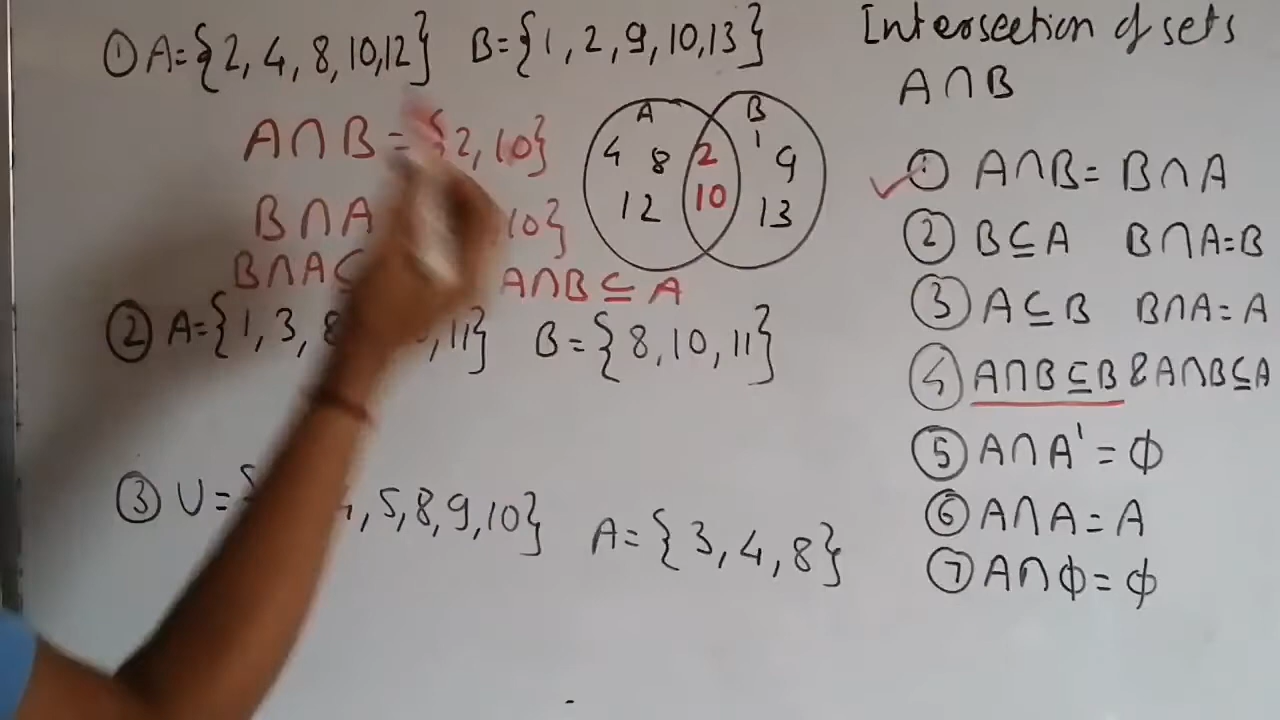 ① A={2, 4, 8, 10, 12} B={1, 2, 9, 10, 13}
A∩B={2, 10}
B∩A 10}
B∩A⊆ A∩B⊆A
A B
4 8 2 1 9
12 10 13
② A={1, 3, 8 , 11} B={8, 10, 11}
③ U={ , 5, 8, 9, 10} A={3, 4, 8}
Intersection of sets
A∩B
① A∩B=B∩A
② B⊆A B∩A=B
③ A⊆B B∩A=A
④ A∩B⊆B & A∩B⊆A
⑤ A∩A'=ϕ
⑥ A∩A=A
⑦ A∩ϕ=ϕ